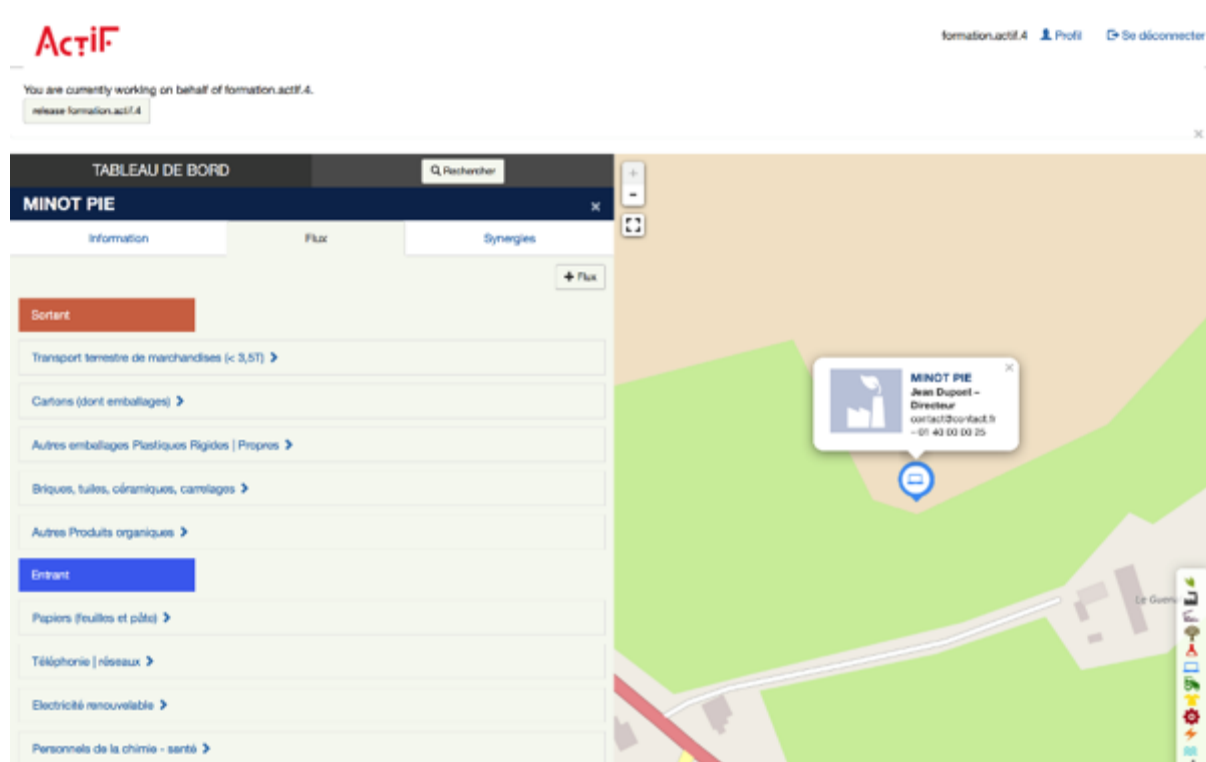 ACTIF
formation.actif.4 Profil Se déconnecter
You are currently working on behalf of formation.actif.4.
release formation.actif.4
×
TABLEAU DE BORD
Rechercher
MINOT PIE ×
Information Flux Synergies
+ Flux
Sortant
Transport terrestre de marchandises (< 3,5T)
Cartons (dont emballages)
Autres emballages Plastiques Rigides | Propres
Briques, tuiles, céramiques, carrelages
Autres Produits organiques
Entrant
Papiers (feuilles et pâte)
Téléphonie | réseaux
Electricité renouvelable
Personnels de la chimie - santé
+
-
×
MINOT PIE
Jean Dupont –
Directeur
contact@contact.fr
– 01 40 00 00 25
Le